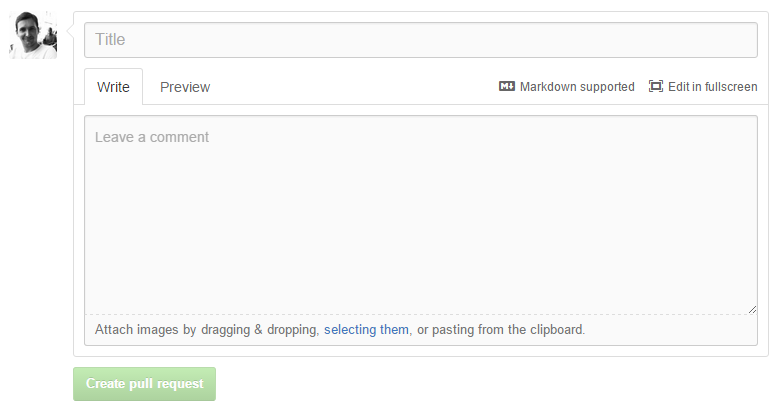 Title
Write Preview Markdown supported Edit in fullscreen
Leave a comment
Attach images by dragging & dropping, selecting them, or pasting from the clipboard.
Create pull request